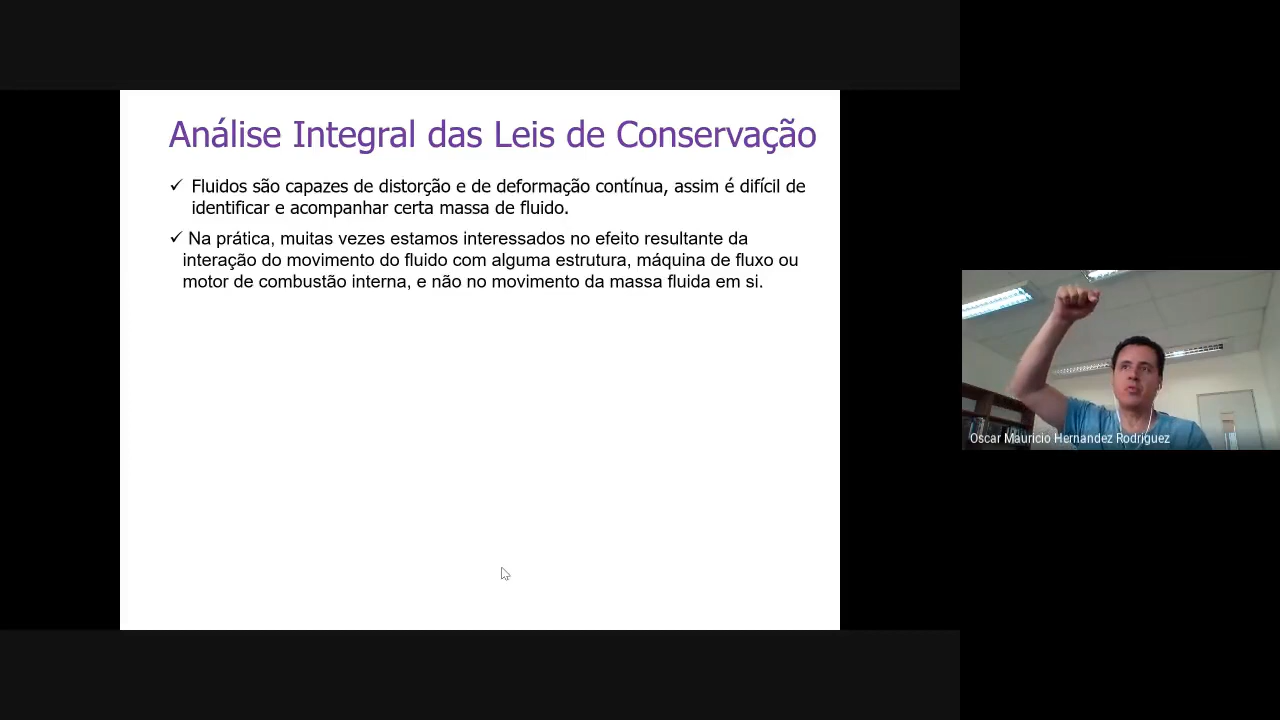 Análise Integral das Leis de Conservação
✓ Fluidos são capazes de distorção e de deformação contínua, assim é difícil de
identificar e acompanhar certa massa de fluido.
✓ Na prática, muitas vezes estamos interessados no efeito resultante da
interação do movimento do fluido com alguma estrutura, máquina de fluxo ou
motor de combustão interna, e não no movimento da massa fluida em si.
Oscar Mauricio Hernandez Rodriguez